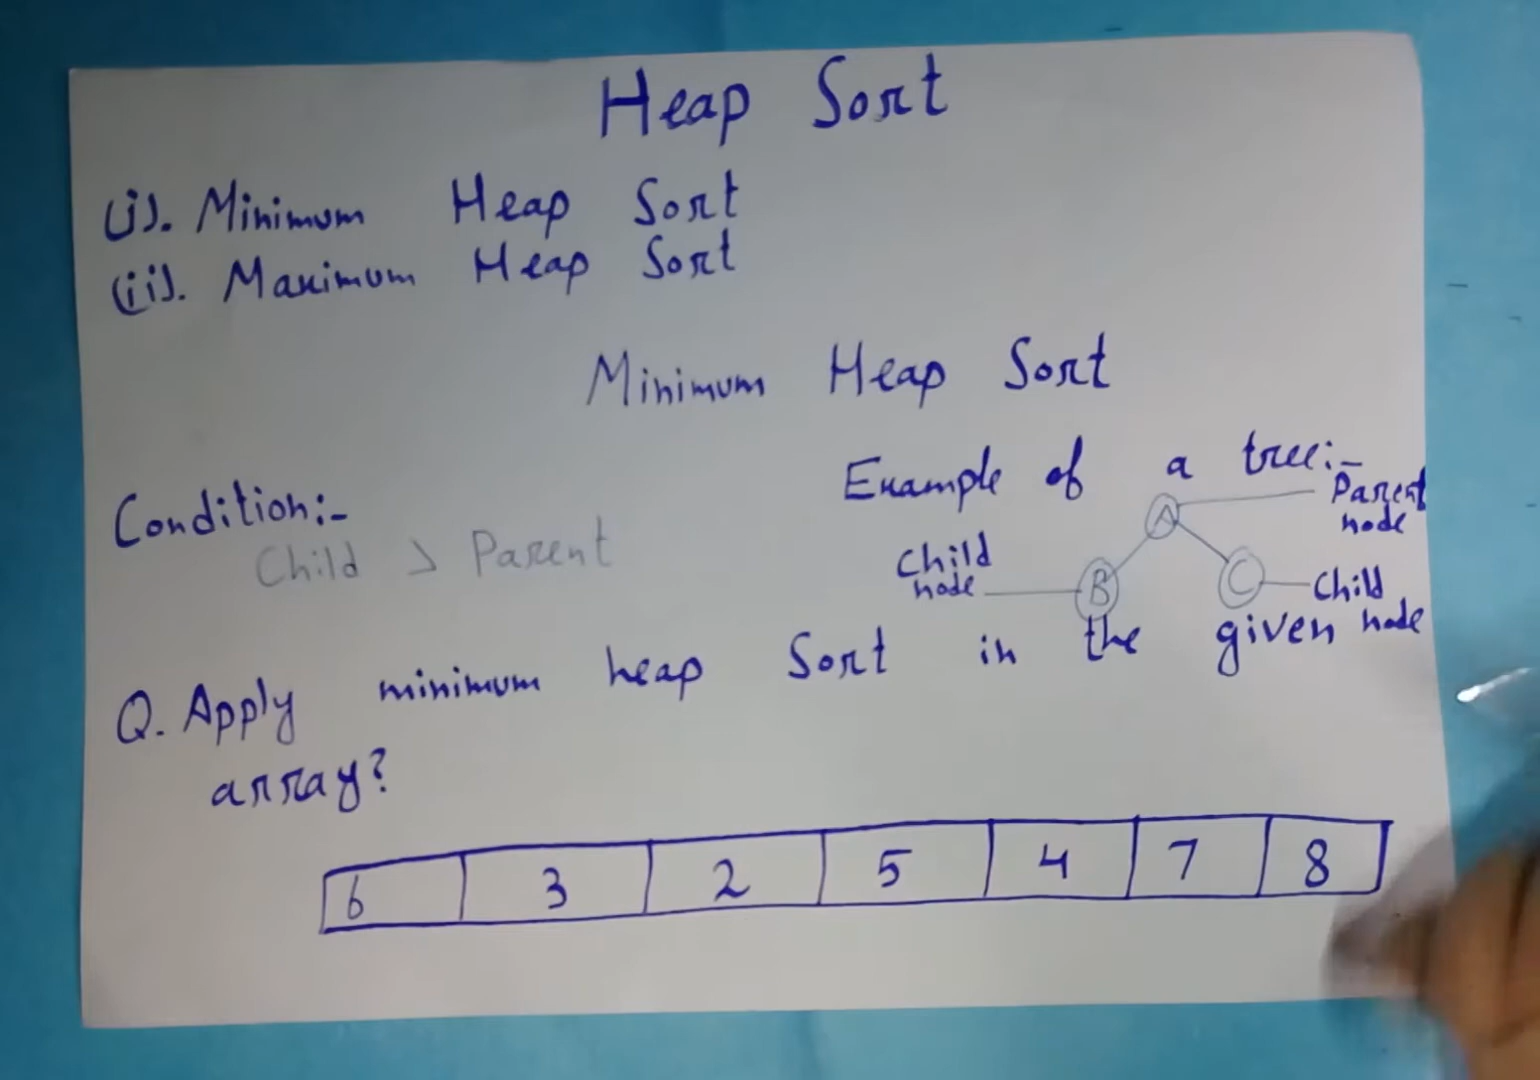 Heap Sort
(i). Minimum Heap Sort
(ii). Maximum Heap Sort
Minimum Heap Sort
Example of a tree:-
Condition:-
Child > Parent
A
Parent
node
Child
node
B
C
Child
node
Q. Apply minimum heap Sort in the given
array?
6 3 2 5 4 7 8